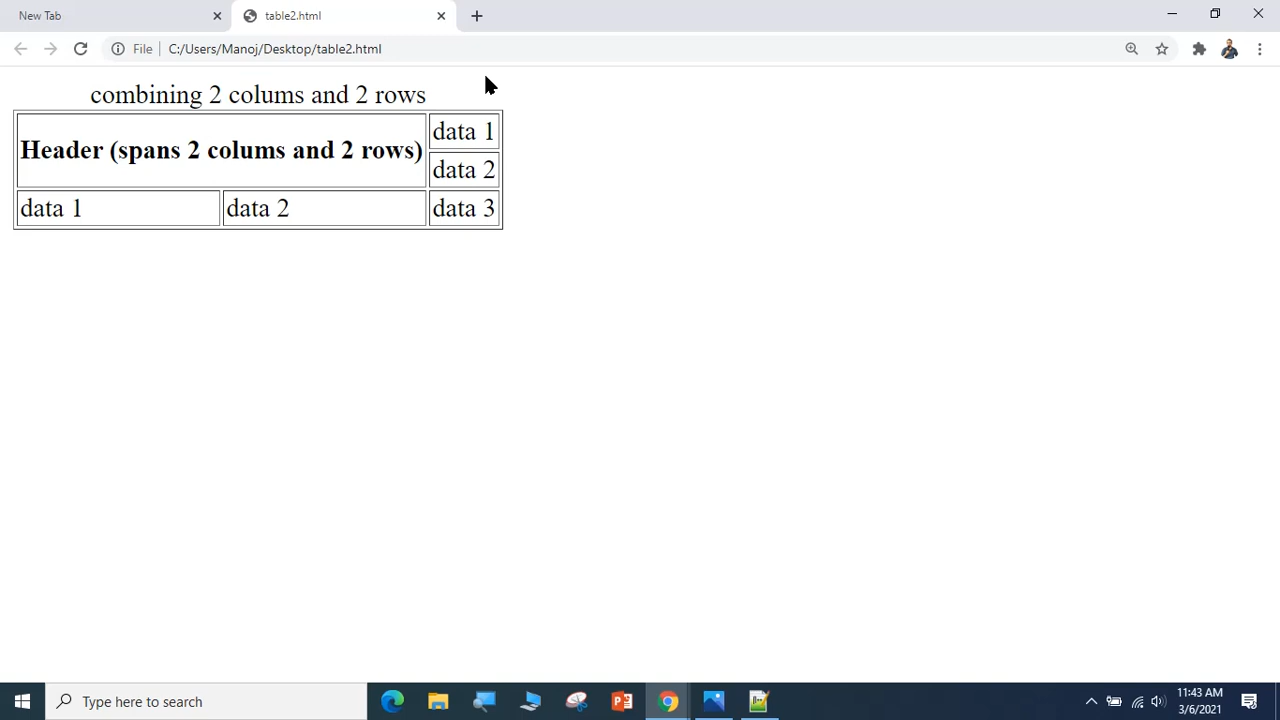 New Tab
table2.html
File
C:/Users/Manoj/Desktop/table2.html
combining 2 colums and 2 rows
Header (spans 2 colums and 2 rows)
data 1
data 2
data 1 data 2 data 3
Type here to search
11:43 AM
3/6/2021